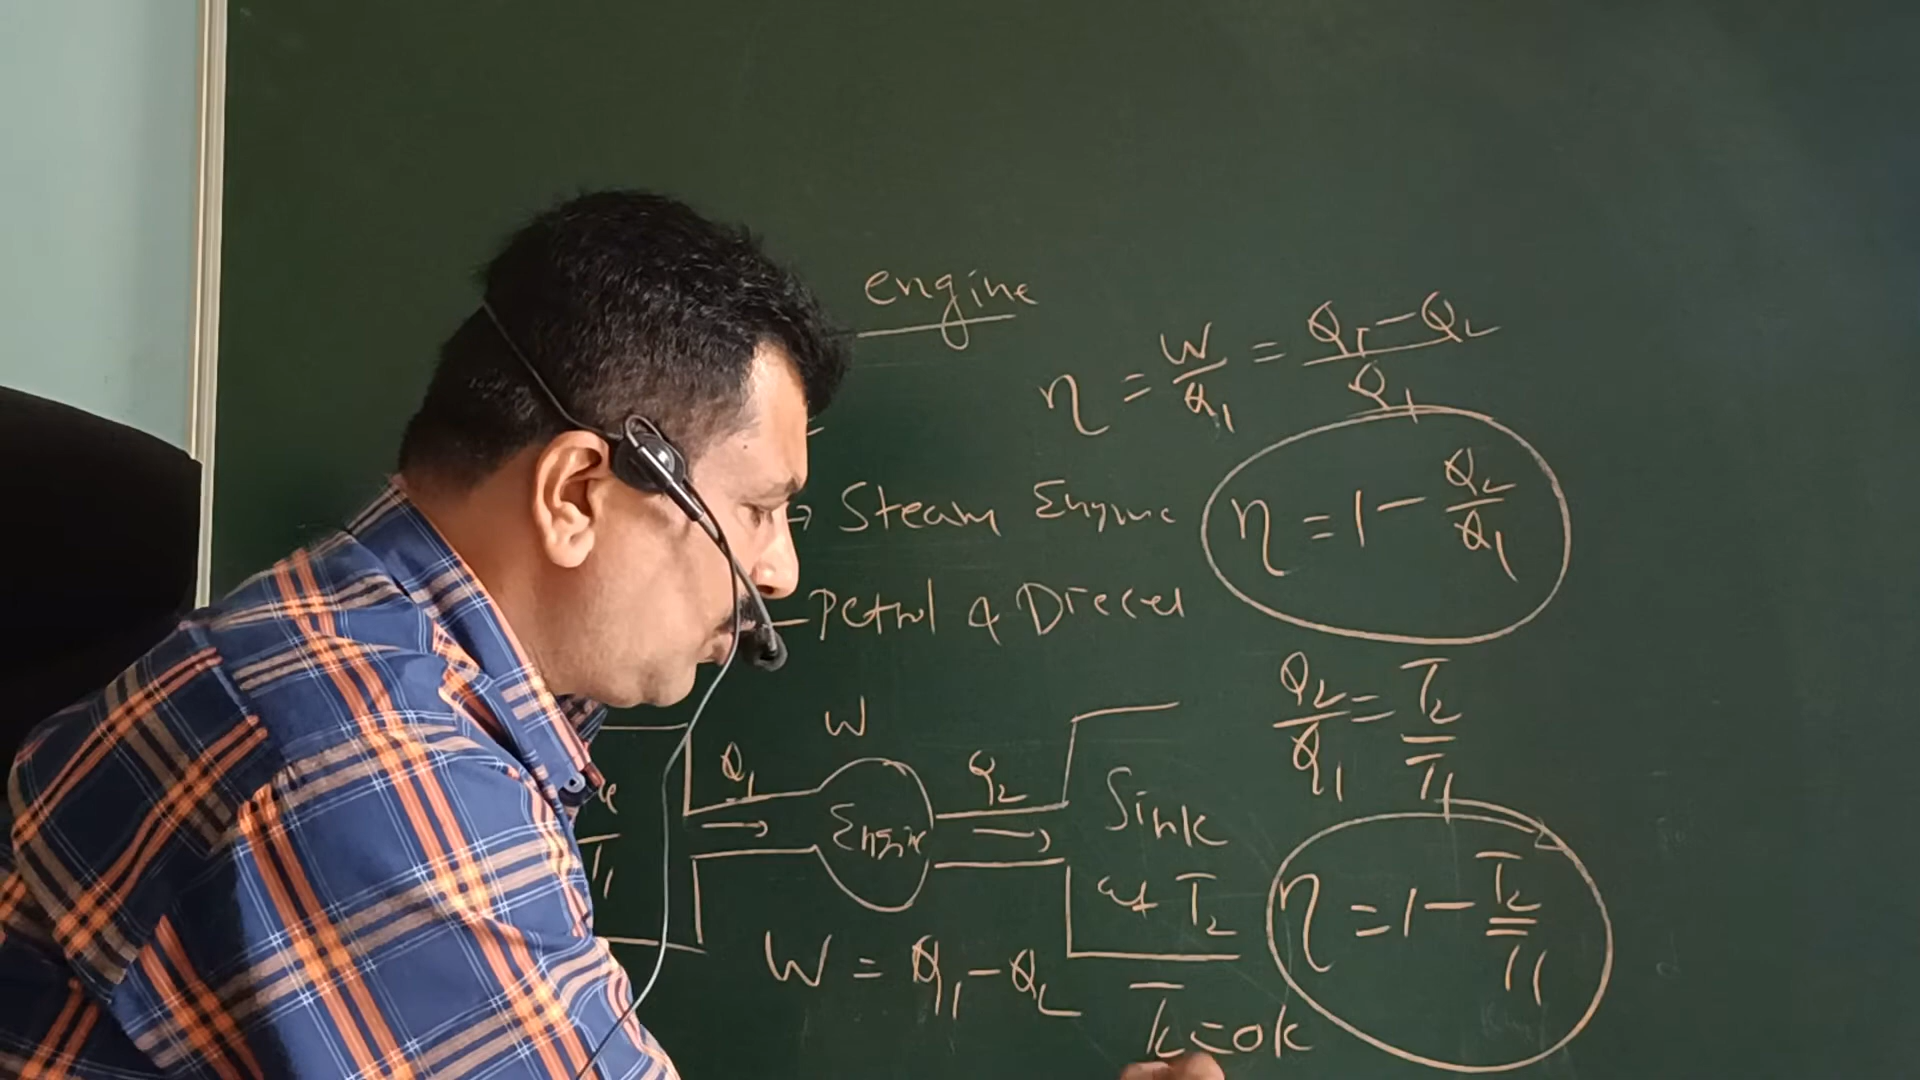 engine
η = W/Q₁ = Q₁ - Q₂/Q₁
→ Steam Engine
η = 1 - Q₂/Q₁
- Petrol & Diecel
Q₂/Q₁ = T₂/T₁
W
Q₁
Q₂
Engine
Sink
at T₂
T₁
η = 1 - T₂/T₁
W = Q₁ - Q₂
T₂ = 0K